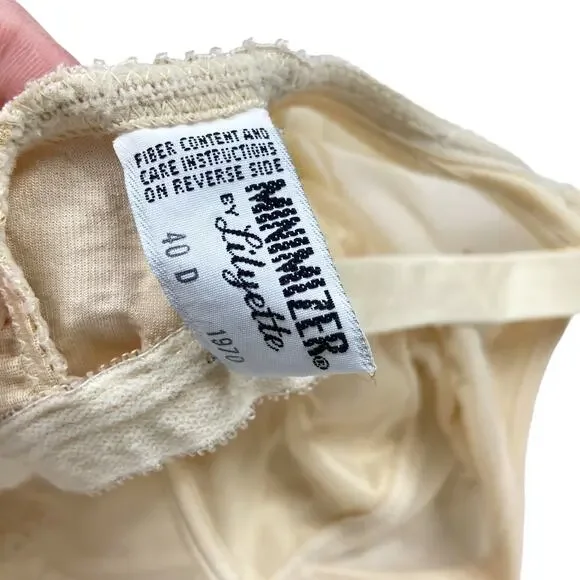 FIBER CONTENT AND
CARE INSTRUCTIONS
ON REVERSE SIDE
MINIMIZER®
BY Lilyette
40 D 1970